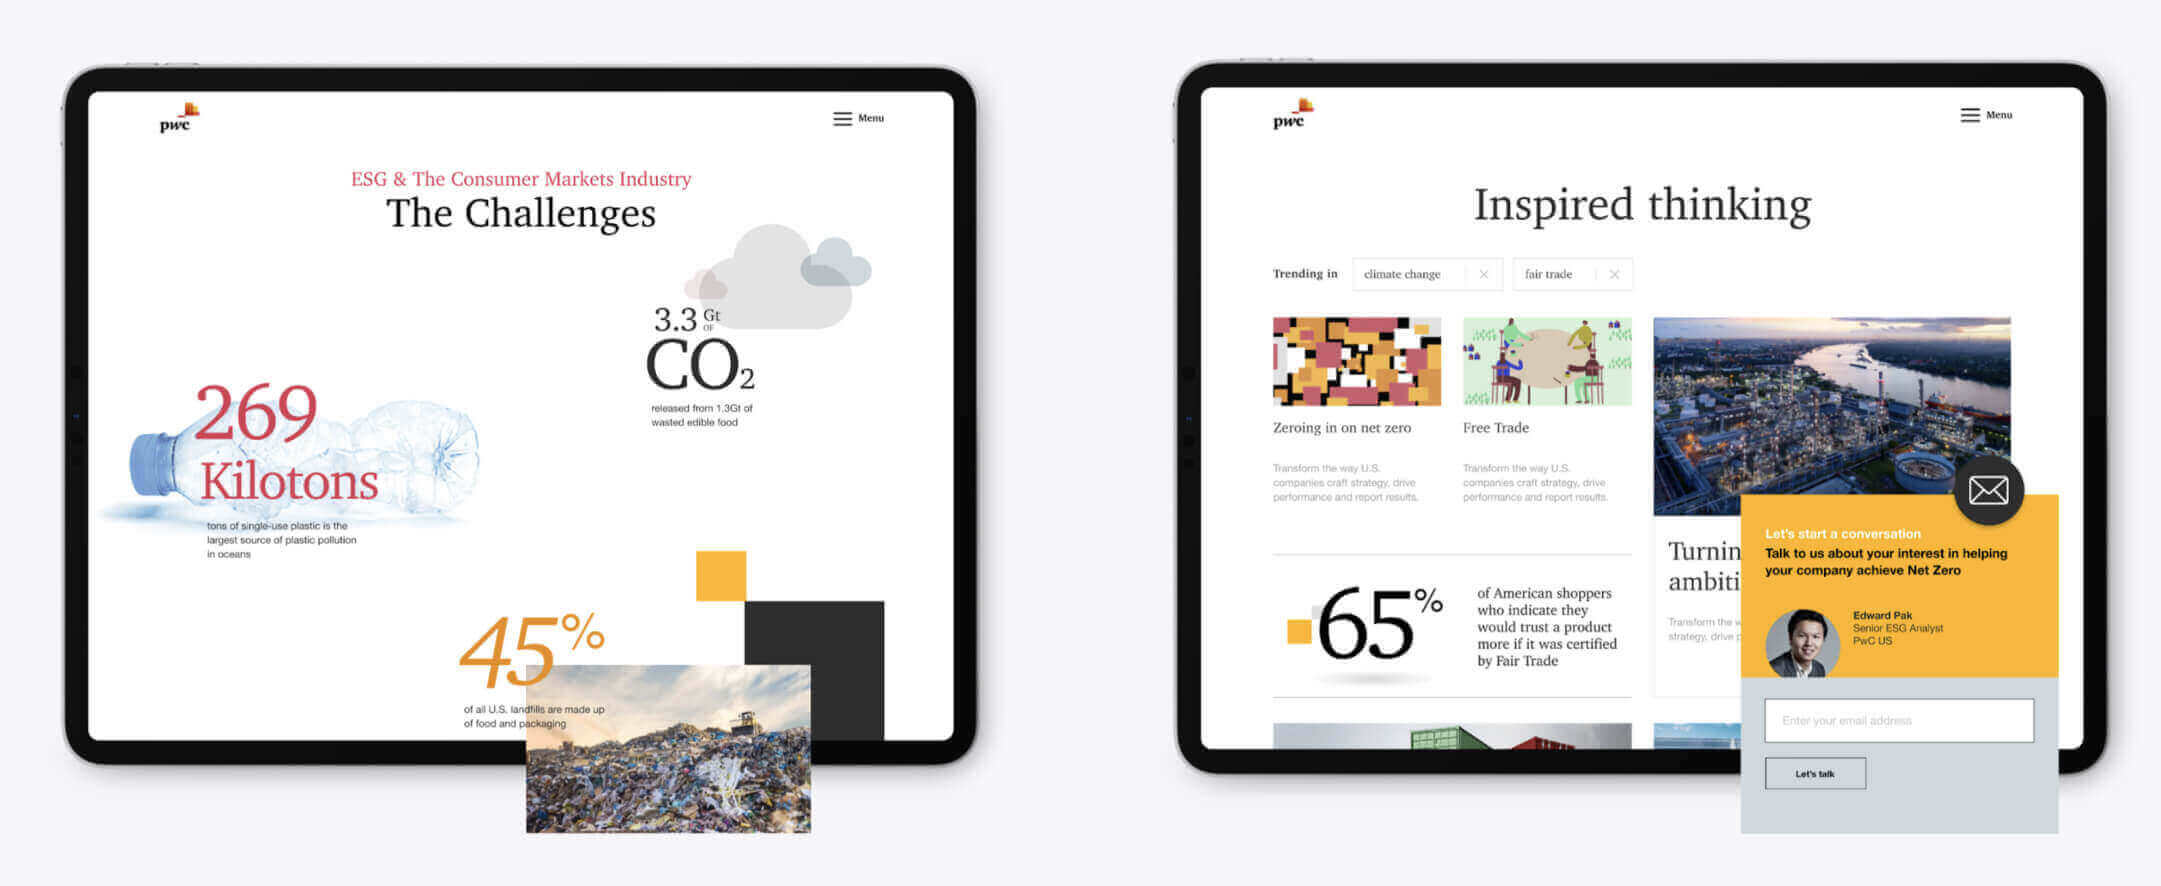 pwc
Menu
ESG & The Consumer Markets Industry
The Challenges
3.3 Gt
OF
CO2
released from 1.3Gt of
wasted edible food
269
Kilotons
tons of single-use plastic is the
largest source of plastic pollution
in oceans
45%
of all U.S. landfills are made up
of food and packaging
pwc
Menu
Inspired thinking
Trending in
climate change
fair trade
Zeroing in on net zero
Transform the way U.S.
companies craft strategy, drive
performance and report results.
Free Trade
Transform the way U.S.
companies craft strategy, drive
performance and report results.
65%
of American shoppers
who indicate they
would trust a product
more if it was certified
by Fair Trade
Turnin
ambiti
Transform the w
strategy, drive p
Let's start a conversation
Talk to us about your interest in helping
your company achieve Net Zero
Edward Pak
Senior ESG Analyst
PwC US
Enter your email address
Let's talk